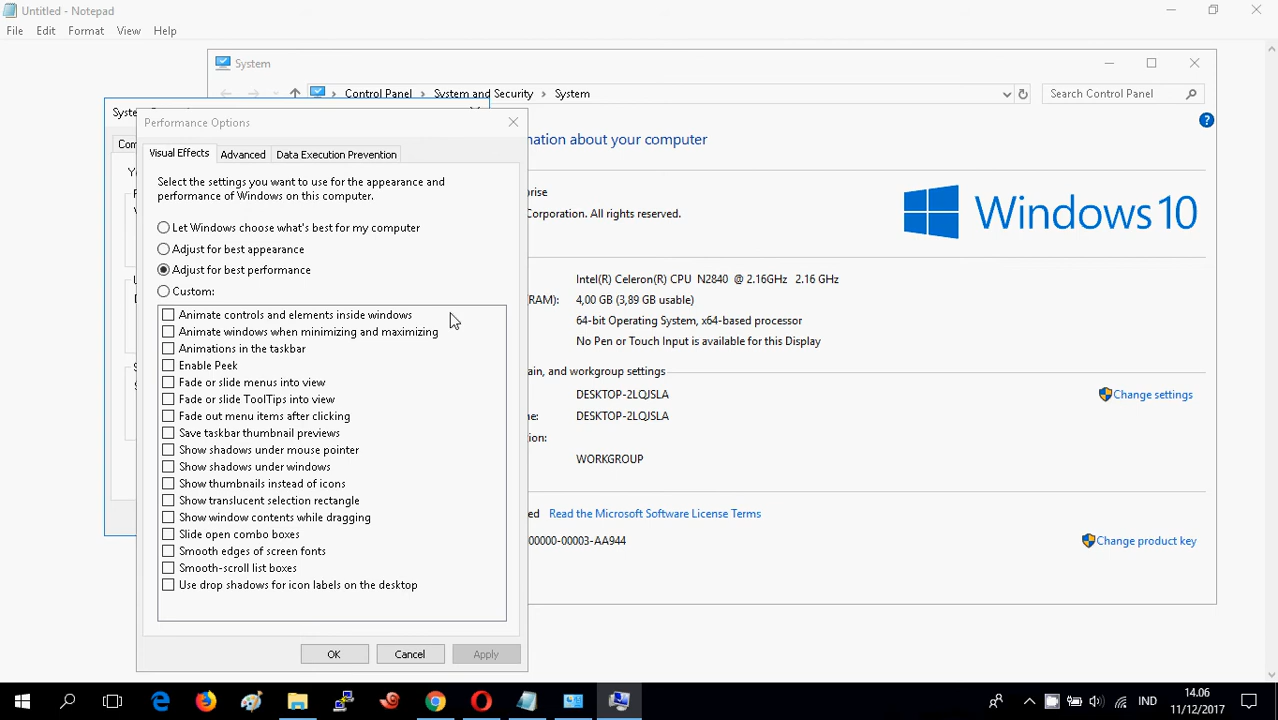 Untitled - Notepad
File Edit Format View Help
System
Control Panel System and Security System
Search Control Panel
Performance Options
Visual Effects Advanced Data Execution Prevention
Select the settings you want to use for the appearance and
performance of Windows on this computer.
Let Windows choose what's best for my computer
Adjust for best appearance
Adjust for best performance
Custom:
Animate controls and elements inside windows
Animate windows when minimizing and maximizing
Animations in the taskbar
Enable Peek
Fade or slide menus into view
Fade or slide ToolTips into view
Fade out menu items after clicking
Save taskbar thumbnail previews
Show shadows under mouse pointer
Show shadows under windows
Show thumbnails instead of icons
Show translucent selection rectangle
Show window contents while dragging
Slide open combo boxes
Smooth edges of screen fonts
Smooth-scroll list boxes
Use drop shadows for icon labels on the desktop
OK Cancel Apply
mation about your computer
prise
Corporation. All rights reserved.
Windows 10
Intel(R) Celeron(R) CPU N2840 @ 2.16GHz 2.16 GHz
RAM): 4,00 GB (3,89 GB usable)
64-bit Operating System, x64-based processor
No Pen or Touch Input is available for this Display
ain, and workgroup settings
DESKTOP-2LQJSLA
Change settings
me: DESKTOP-2LQJSLA
tion:
WORKGROUP
ed Read the Microsoft Software License Terms
00000-00003-AA944
Change product key
IND
14.06
11/12/2017